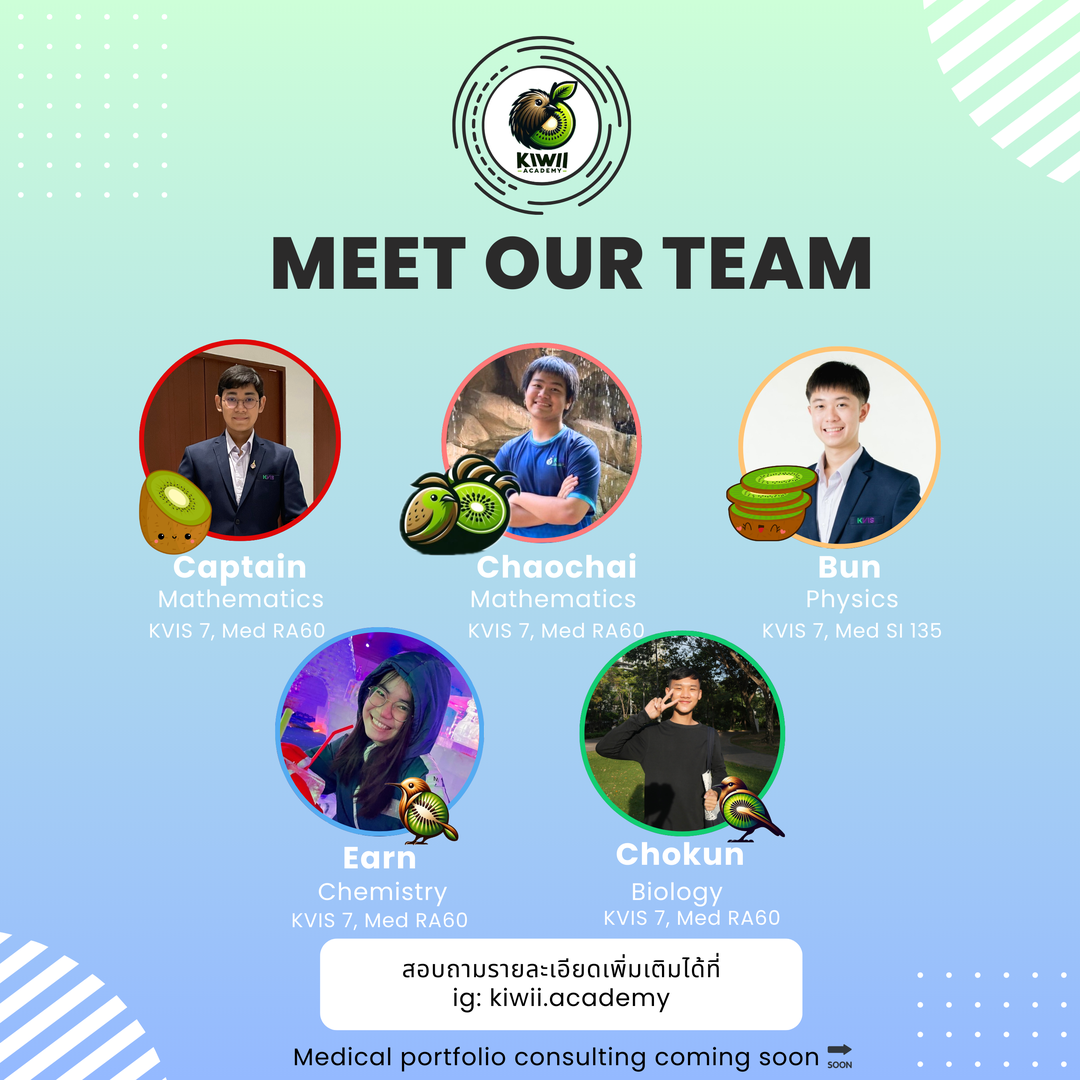 KIWII
ACADEMY
MEET OUR TEAM
KVIS
KVIS
Captain
Mathematics
KVIS 7, Med RA60
Chaochai
Mathematics
KVIS 7, Med RA60
Bun
Physics
KVIS 7, Med SI 135
Earn
Chemistry
KVIS 7, Med RA60
Chokun
Biology
KVIS 7, Med RA60
สอบถามรายละเอียดเพิ่มเติมได้ที่
ig: kiwii.academy
Medical portfolio consulting coming soon
SOON